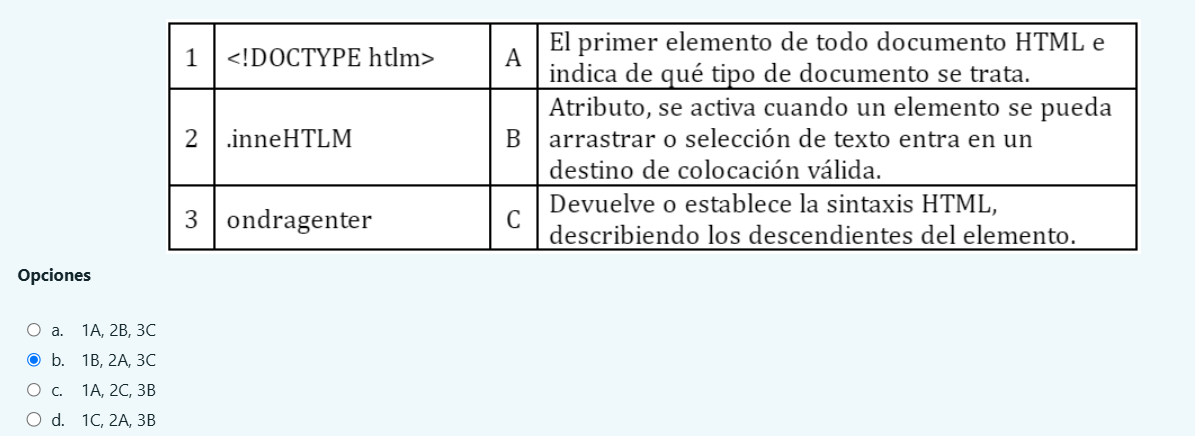 1 <!DOCTYPE htlm> A El primer elemento de todo documento HTML e
indica de qué tipo de documento se trata.
Atributo, se activa cuando un elemento se pueda
2 .inneHTLM B arrastrar o selección de texto entra en un
destino de colocación válida.
3 ondragenter C Devuelve o establece la sintaxis HTML,
describiendo los descendientes del elemento.
Opciones
a. 1A, 2B, 3C
b. 1B, 2A, 3C
c. 1A, 2C, 3B
d. 1C, 2A, 3B